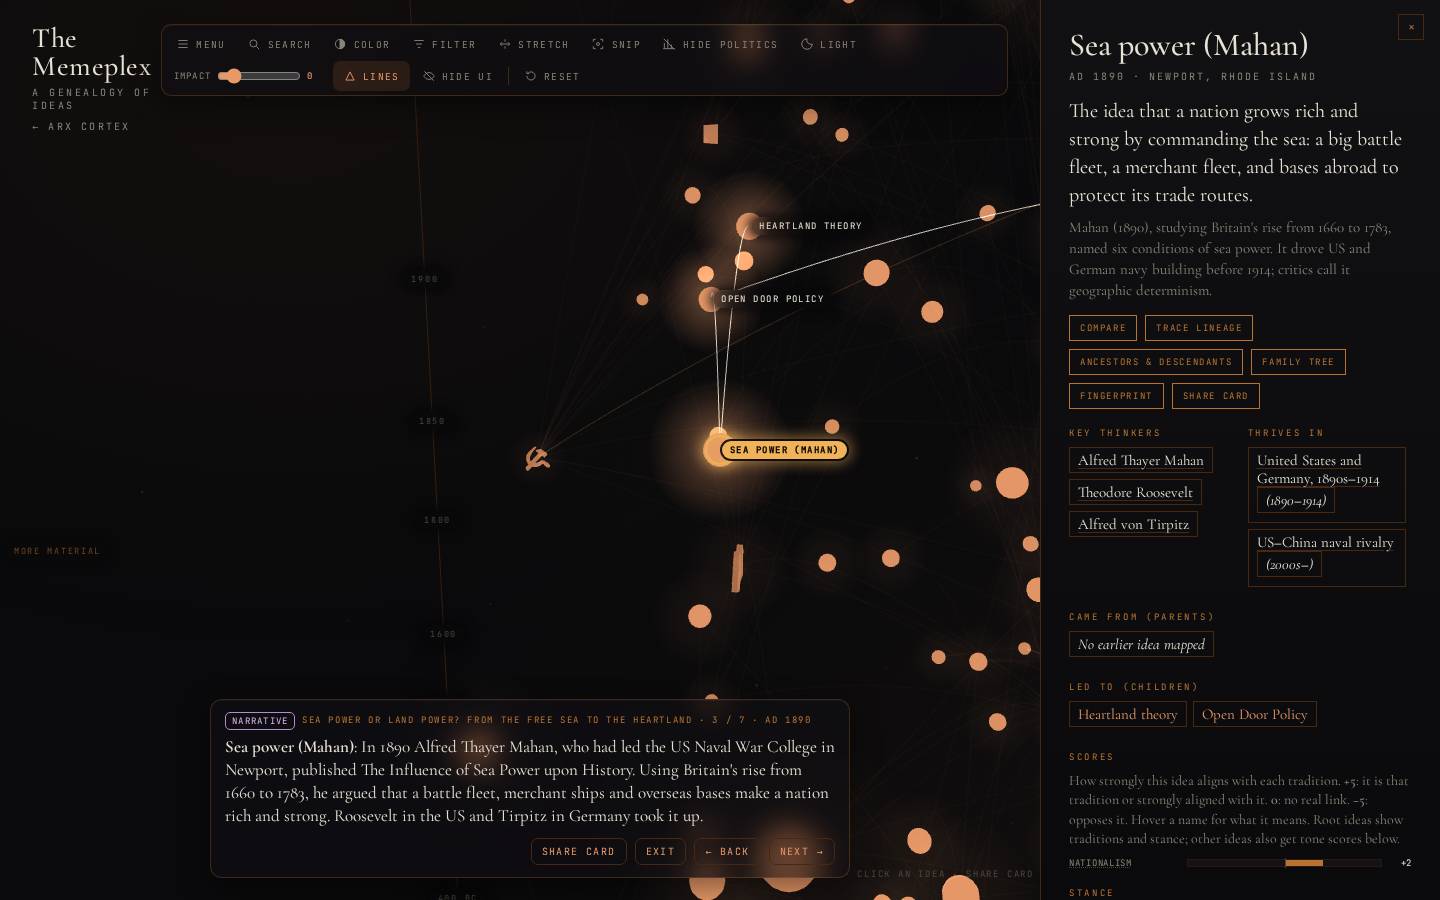 The
Memeplex
A GENEALOGY OF
IDEAS
← ARX CORTEX
MENU
SEARCH
COLOR
FILTER
STRETCH
SNIP
HIDE POLITICS
LIGHT
IMPACT
0
LINES
HIDE UI
RESET
HEARTLAND THEORY
OPEN DOOR POLICY
SEA POWER (MAHAN)
1900
1850
1800
1600
400 BC
MORE MATERIAL
NARRATIVE
SEA POWER OR LAND POWER? FROM THE FREE SEA TO THE HEARTLAND · 3 / 7 · AD 1890
Sea power (Mahan): In 1890 Alfred Thayer Mahan, who had led the US Naval War College in
Newport, published The Influence of Sea Power upon History. Using Britain's rise from
1660 to 1783, he argued that a battle fleet, merchant ships and overseas bases make a nation
rich and strong. Roosevelt in the US and Tirpitz in Germany took it up.
SHARE CARD
EXIT
← BACK
NEXT →
CLICK AN IDEA · SHARE CARD
×
Sea power (Mahan)
AD 1890 · NEWPORT, RHODE ISLAND
The idea that a nation grows rich and
strong by commanding the sea: a big battle
fleet, a merchant fleet, and bases abroad to
protect its trade routes.
Mahan (1890), studying Britain's rise from 1660 to 1783,
named six conditions of sea power. It drove US and
German navy building before 1914; critics call it
geographic determinism.
COMPARE
TRACE LINEAGE
ANCESTORS & DESCENDANTS
FAMILY TREE
FINGERPRINT
SHARE CARD
KEY THINKERS
Alfred Thayer Mahan
Theodore Roosevelt
Alfred von Tirpitz
THRIVES IN
United States and
Germany, 1890s–1914
(1890–1914)
US–China naval rivalry
(2000s–)
CAME FROM (PARENTS)
No earlier idea mapped
LED TO (CHILDREN)
Heartland theory
Open Door Policy
SCORES
How strongly this idea aligns with each tradition. +5: it is that
tradition or strongly aligned with it. 0: no real link. −5:
opposes it. Hover a name for what it means. Root ideas show
traditions and stance; other ideas also get tone scores below.
NATIONALISM
+2
STANCE